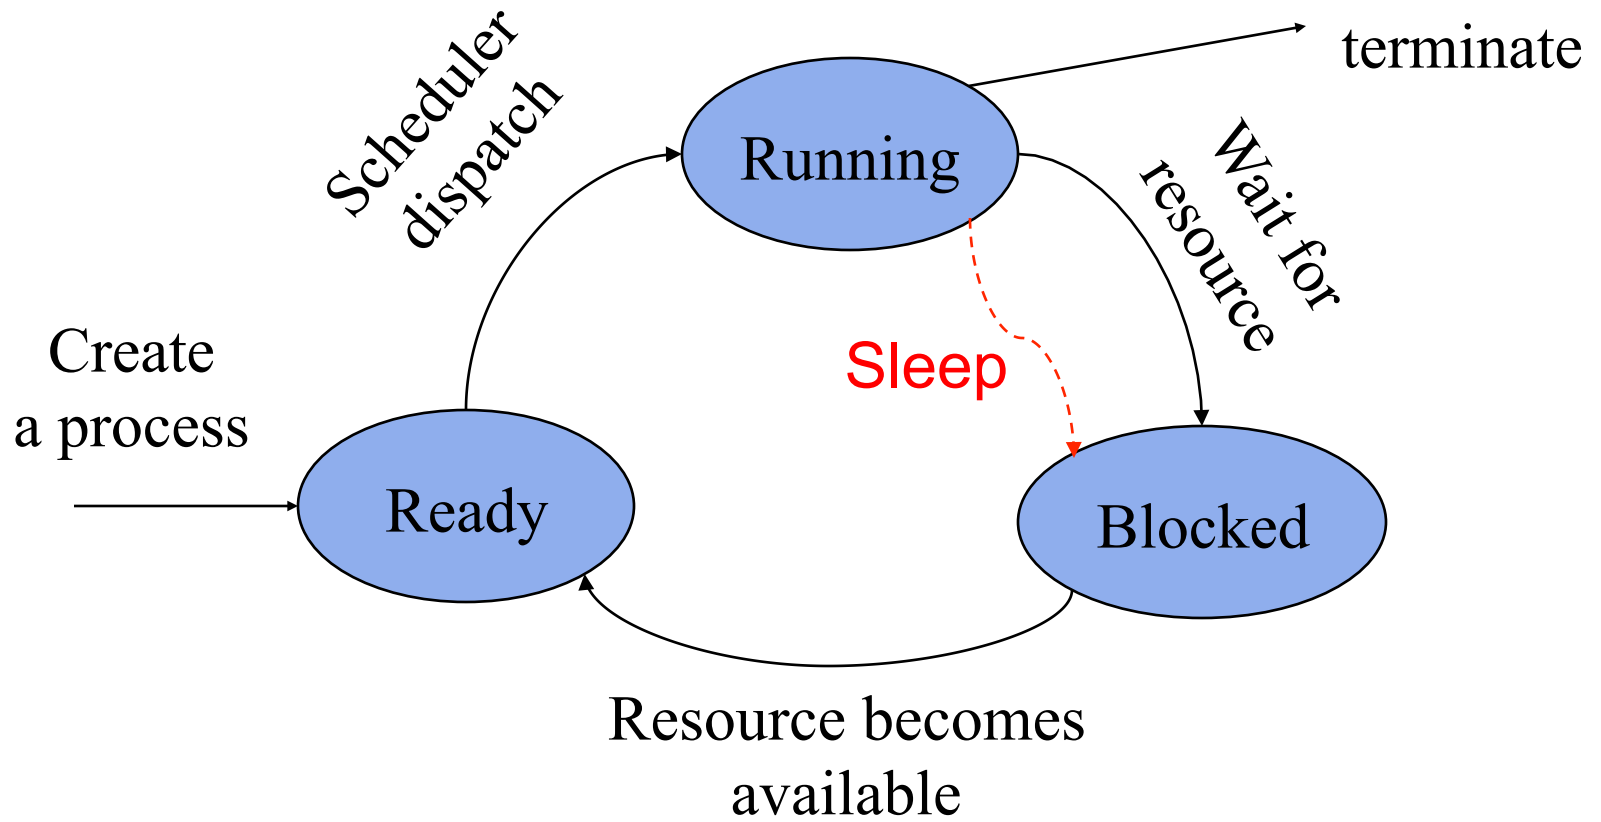 Scheduler
dispatch
Running
terminate
Wait for
resource
Create
a process
Sleep
Ready
Blocked
Resource becomes
available